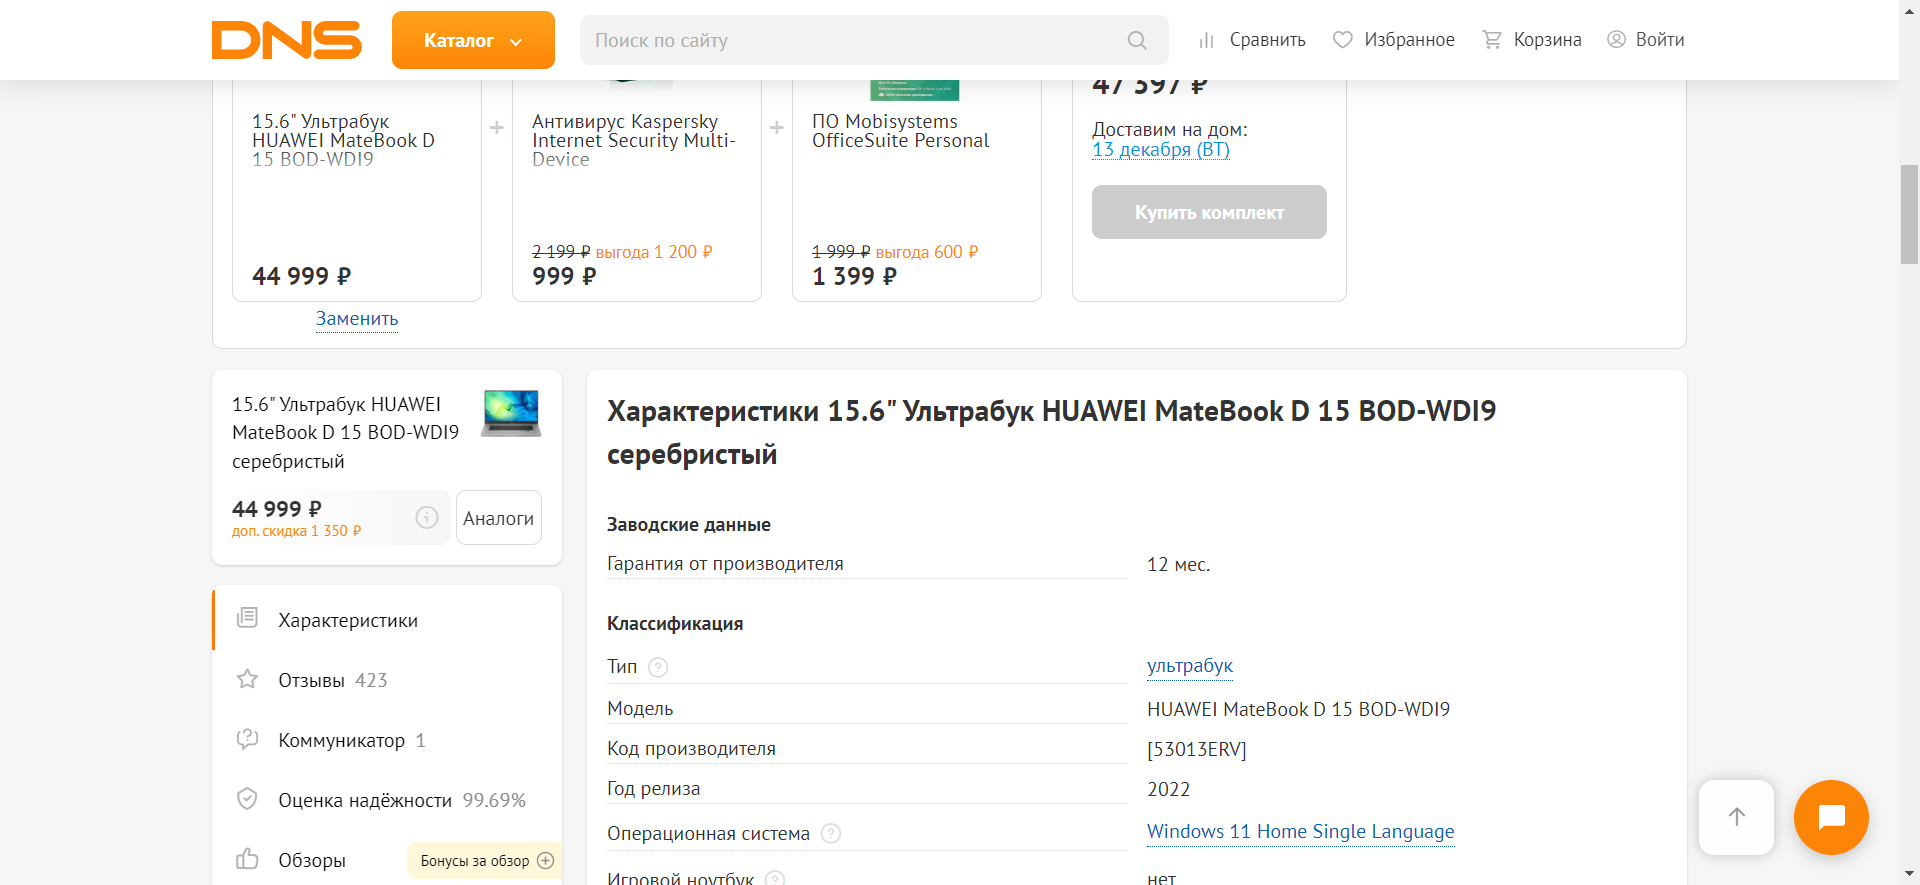 DNS
Каталог
Поиск по сайту
Сравнить
Избранное
Корзина
Войти
15.6" Ультрабук
HUAWEI MateBook D
15 BOD-WDI9
44 999 ₽
Заменить
+
Антивирус Kaspersky
Internet Security Multi-
Device
2 199 ₽ выгода 1 200 ₽
999 ₽
+
ПО Mobisystems
OfficeSuite Personal
1 999 ₽ выгода 600 ₽
1 399 ₽
47 397 ₽
Доставим на дом:
13 декабря (ВТ)
Купить комплект
15.6" Ультрабук HUAWEI
MateBook D 15 BOD-WDI9
серебристый
44 999 ₽
доп. скидка 1 350 ₽
Аналоги
Характеристики
Отзывы 423
Коммуникатор 1
Оценка надёжности 99.69%
Обзоры
Бонусы за обзор
Характеристики 15.6" Ультрабук HUAWEI MateBook D 15 BOD-WDI9
серебристый
Заводские данные
Гарантия от производителя 12 мес.
Классификация
Тип ? ультрабук
Модель HUAWEI MateBook D 15 BOD-WDI9
Код производителя [53013ERV]
Год релиза 2022
Операционная система ? Windows 11 Home Single Language
Игровой ноутбук ? нет